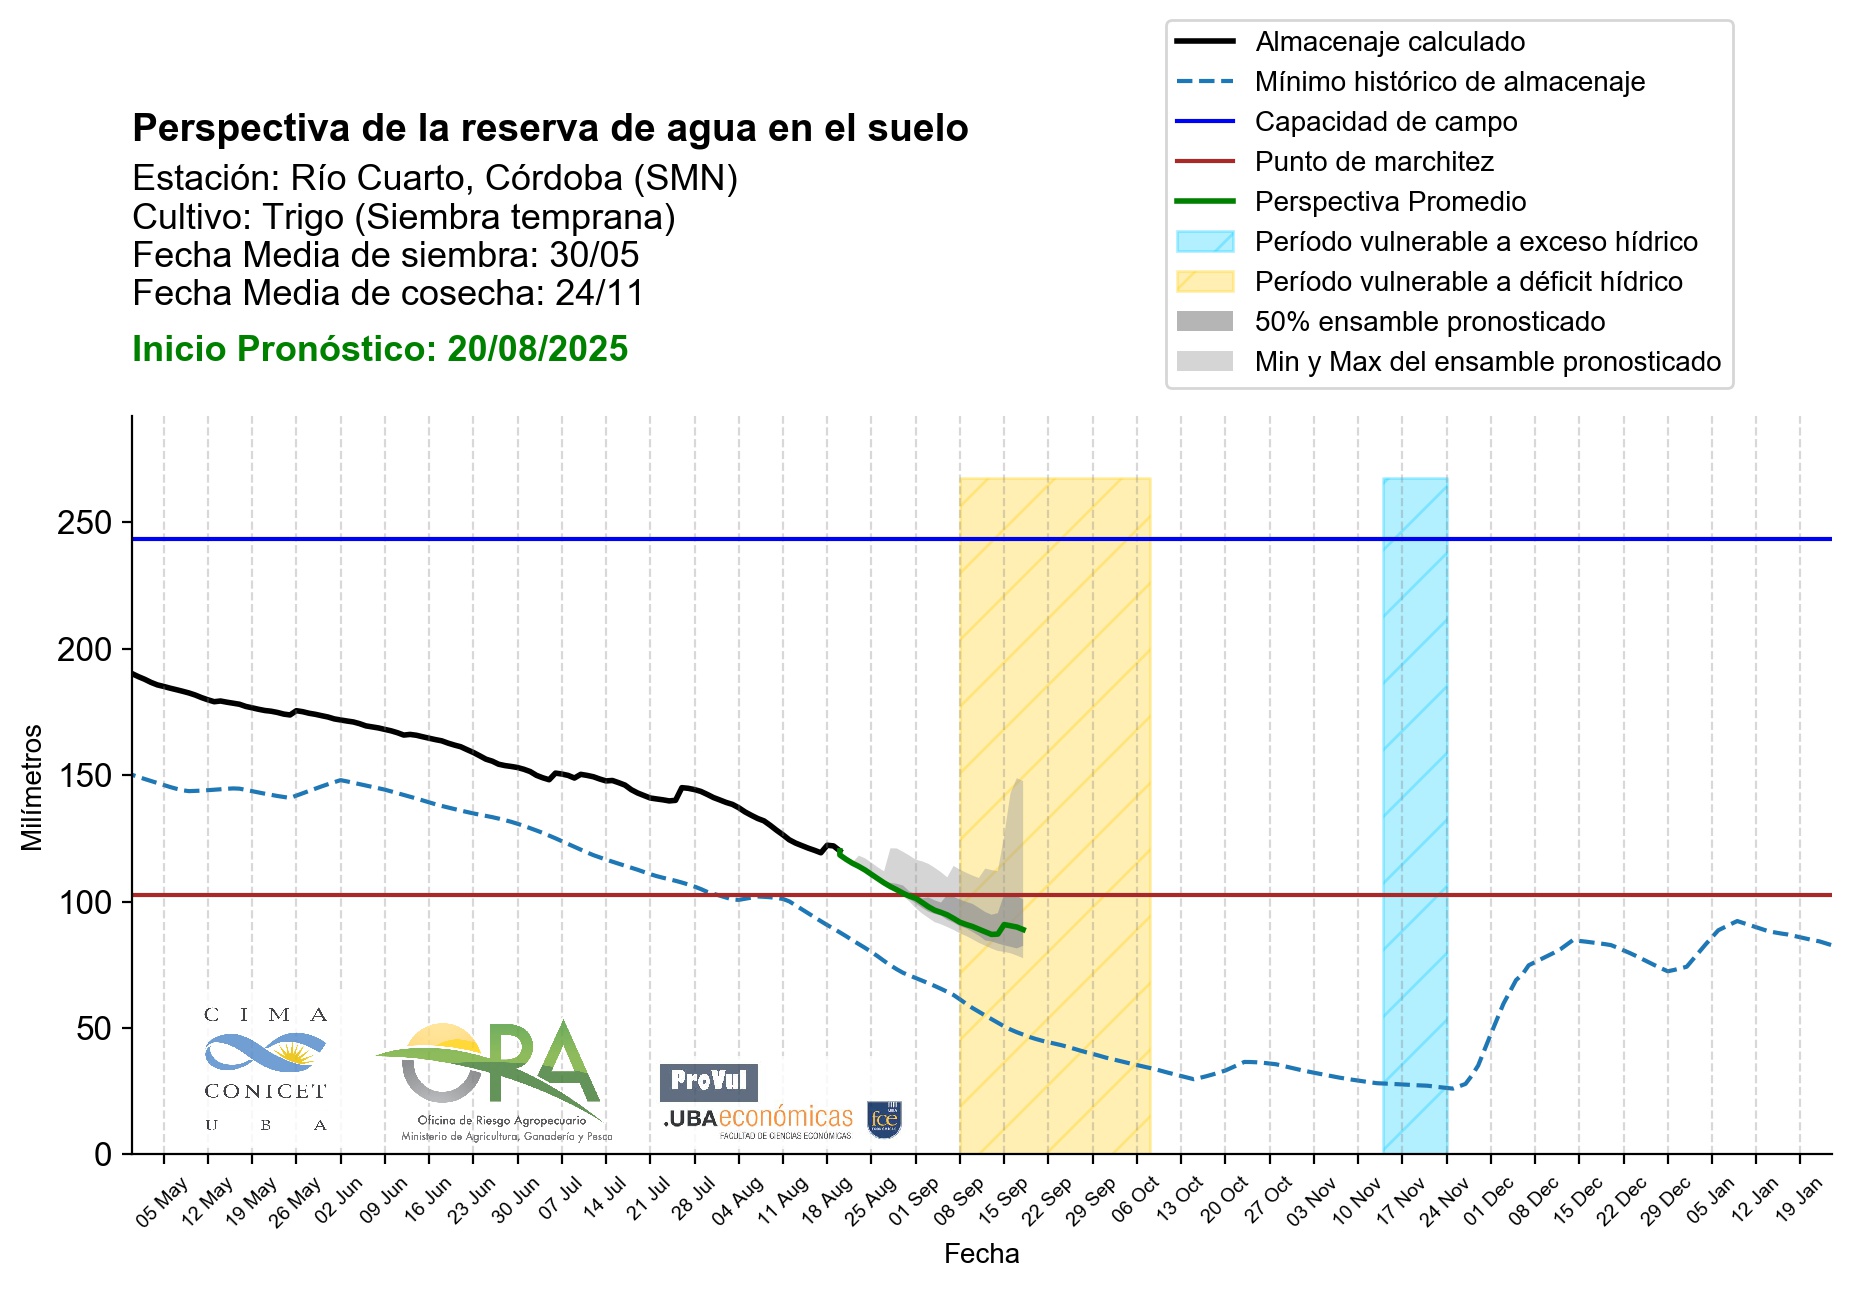 Almacenaje calculado
Mínimo histórico de almacenaje
Capacidad de campo
Punto de marchitez
Perspectiva Promedio
Período vulnerable a exceso hídrico
Período vulnerable a déficit hídrico
50% ensamble pronosticado
Min y Max del ensamble pronosticado
Perspectiva de la reserva de agua en el suelo
Estación: Río Cuarto, Córdoba (SMN)
Cultivo: Trigo (Siembra temprana)
Fecha Media de siembra: 30/05
Fecha Media de cosecha: 24/11
Inicio Pronóstico: 20/08/2025
Milímetros
250
200
150
100
50
0
CIMA
CONICET
UBA
ORA
Oficina de Riesgo Agropecuario
Ministerio de Agricultura, Ganadería y Pesca
ProVul
.UBAeconómicas
FACULTAD DE CIENCIAS ECONÓMICAS
UBA
fce
ECONÓMICAS
05 May
12 May
19 May
26 May
02 Jun
09 Jun
16 Jun
23 Jun
30 Jun
07 Jul
14 Jul
21 Jul
28 Jul
04 Aug
11 Aug
18 Aug
25 Aug
01 Sep
08 Sep
15 Sep
22 Sep
29 Sep
06 Oct
13 Oct
20 Oct
27 Oct
03 Nov
10 Nov
17 Nov
24 Nov
01 Dec
08 Dec
15 Dec
22 Dec
29 Dec
05 Jan
12 Jan
19 Jan
Fecha